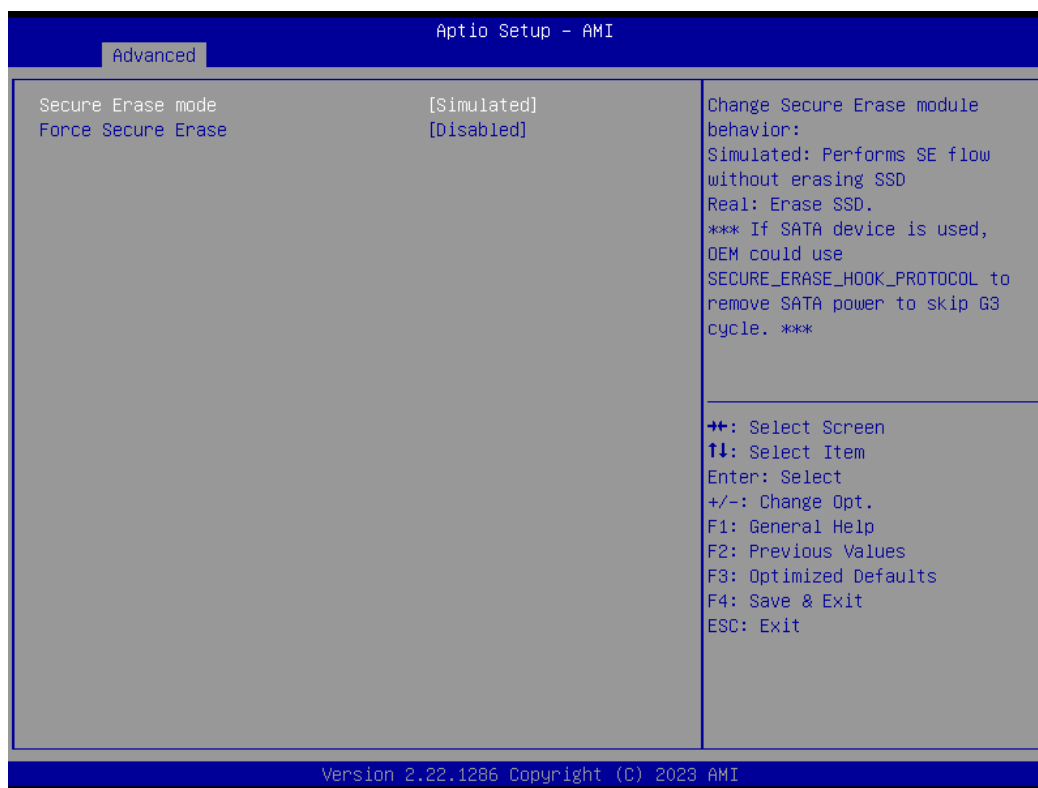 Aptio Setup – AMI
Advanced
Secure Erase mode [Simulated]
Force Secure Erase [Disabled]
Change Secure Erase module
behavior:
Simulated: Performs SE flow
without erasing SSD
Real: Erase SSD.
*** If SATA device is used,
OEM could use
SECURE_ERASE_HOOK_PROTOCOL to
remove SATA power to skip G3
cycle. ***
→←: Select Screen
↑↓: Select Item
Enter: Select
+/-: Change Opt.
F1: General Help
F2: Previous Values
F3: Optimized Defaults
F4: Save & Exit
ESC: Exit
Version 2.22.1286 Copyright (C) 2023 AMI